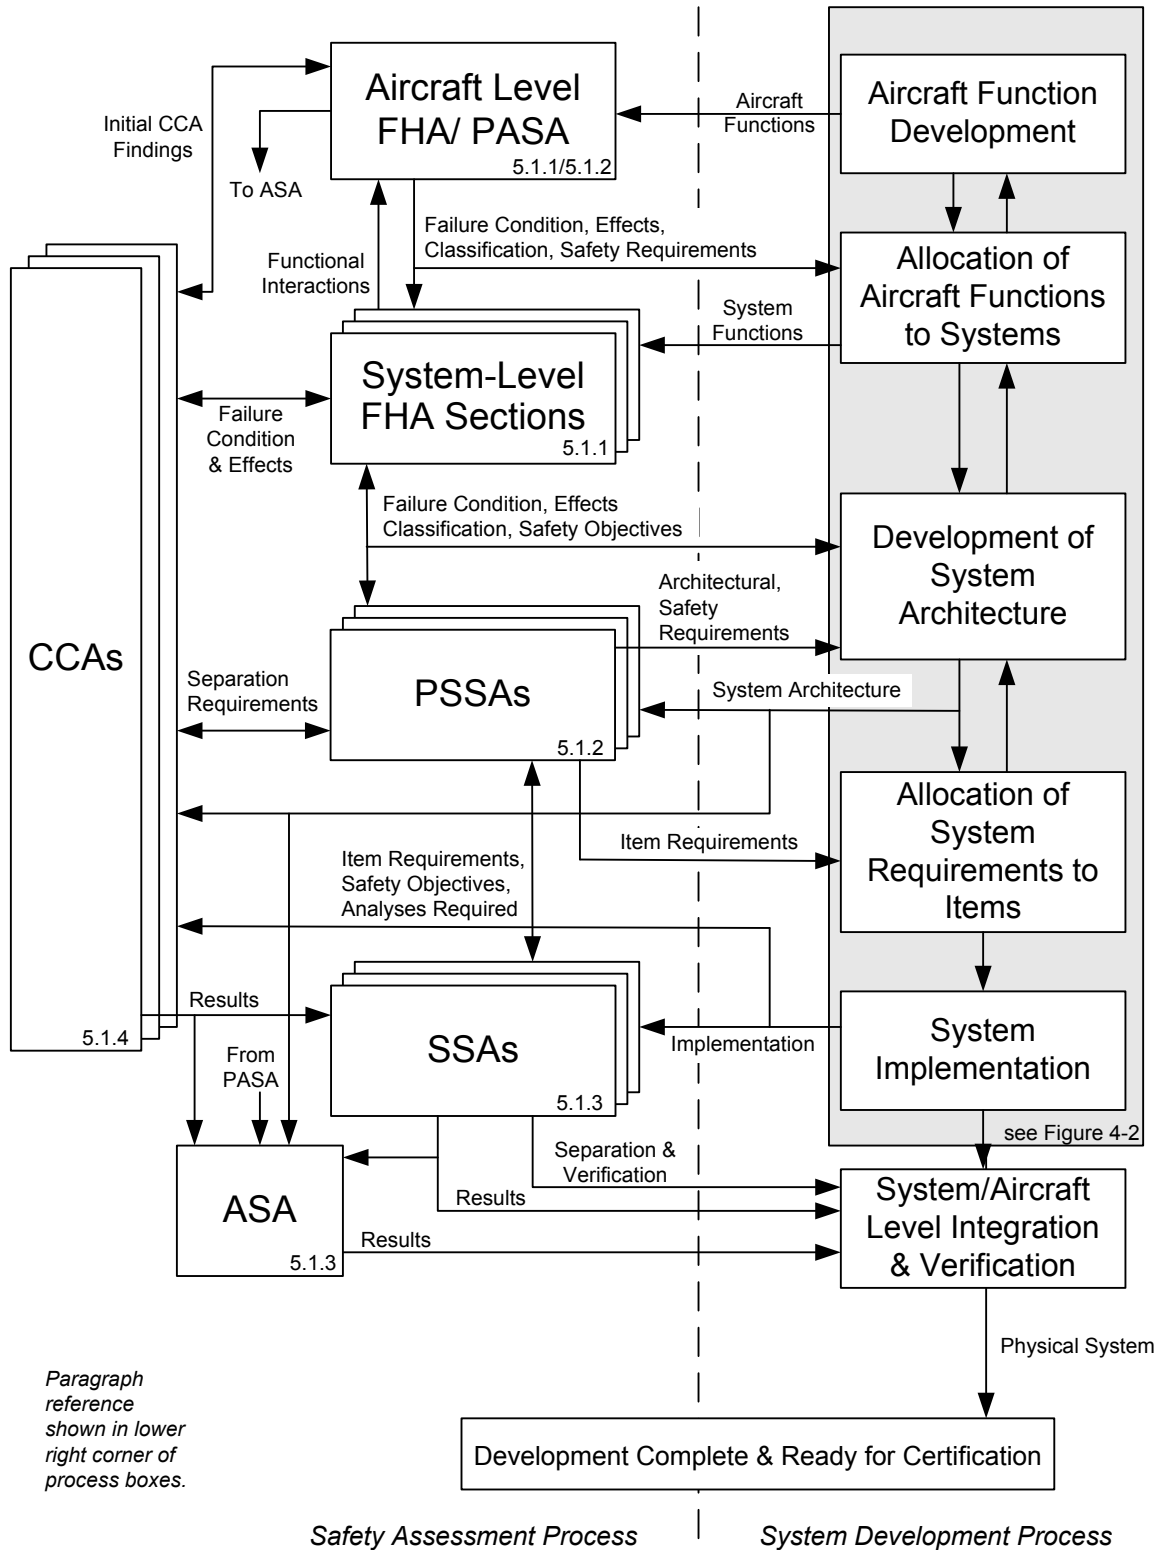 Aircraft Level
FHA/ PASA
5.1.1/5.1.2
Aircraft
Functions
Aircraft Function
Development
Initial CCA
Findings
To ASA
Functional
Interactions
Failure Condition, Effects,
Classification, Safety Requirements
Allocation of
Aircraft Functions
to Systems
System
Functions
System-Level
FHA Sections
5.1.1
Failure
Condition
& Effects
Failure Condition, Effects
Classification, Safety Objectives
Development of
System
Architecture
Architectural,
Safety
Requirements
CCAs
5.1.4
Separation
Requirements
PSSAs
5.1.2
System Architecture
Allocation of
System
Requirements to
Items
Item Requirements
Item Requirements,
Safety Objectives,
Analyses Required
Results
SSAs
5.1.3
Implementation
System
Implementation
see Figure 4-2
From
PASA
ASA
5.1.3
Separation &
Verification
Results
Results
System/Aircraft
Level Integration
& Verification
Physical System
Paragraph
reference
shown in lower
right corner of
process boxes.
Development Complete & Ready for Certification
Safety Assessment Process
System Development Process